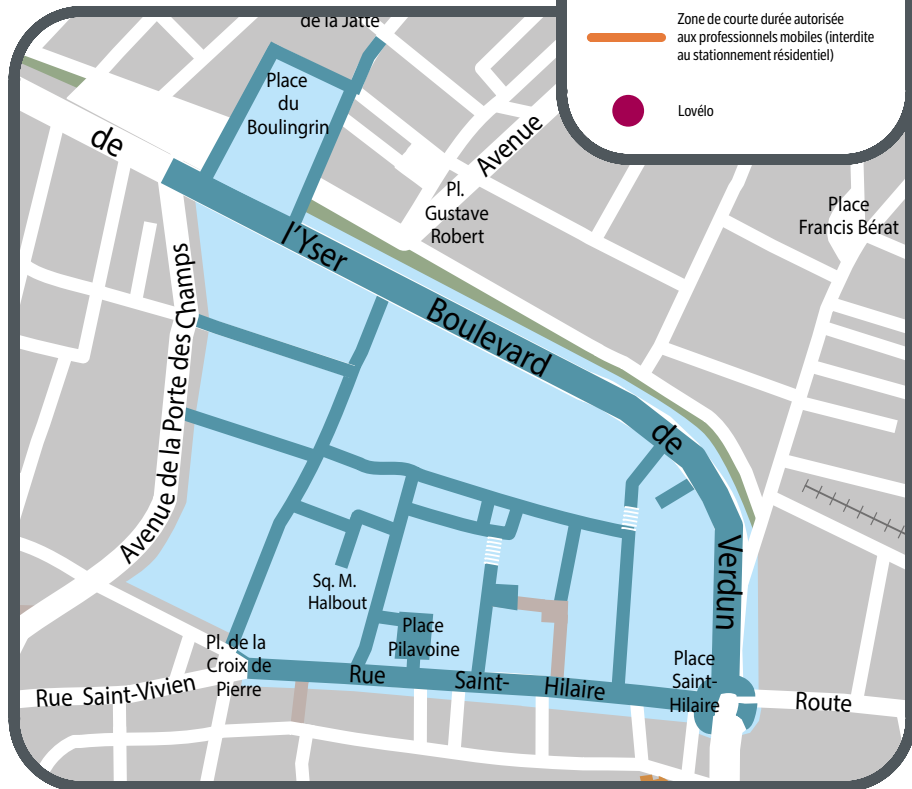 de la Jatte
Zone de courte durée autorisée
aux professionnels mobiles (interdite
au stationnement résidentiel)
Lovélo
Place
du
Boulingrin
de
l'Yser
Boulevard
de
Verdun
Avenue
Pl.
Gustave
Robert
Place
Francis Bérat
Avenue de la Porte des Champs
Sq. M.
Halbout
Place
Pilavoine
Pl. de la
Croix de
Pierre
Rue Saint-Vivien
Rue Saint- Hilaire
Place
Saint-
Hilaire
Route